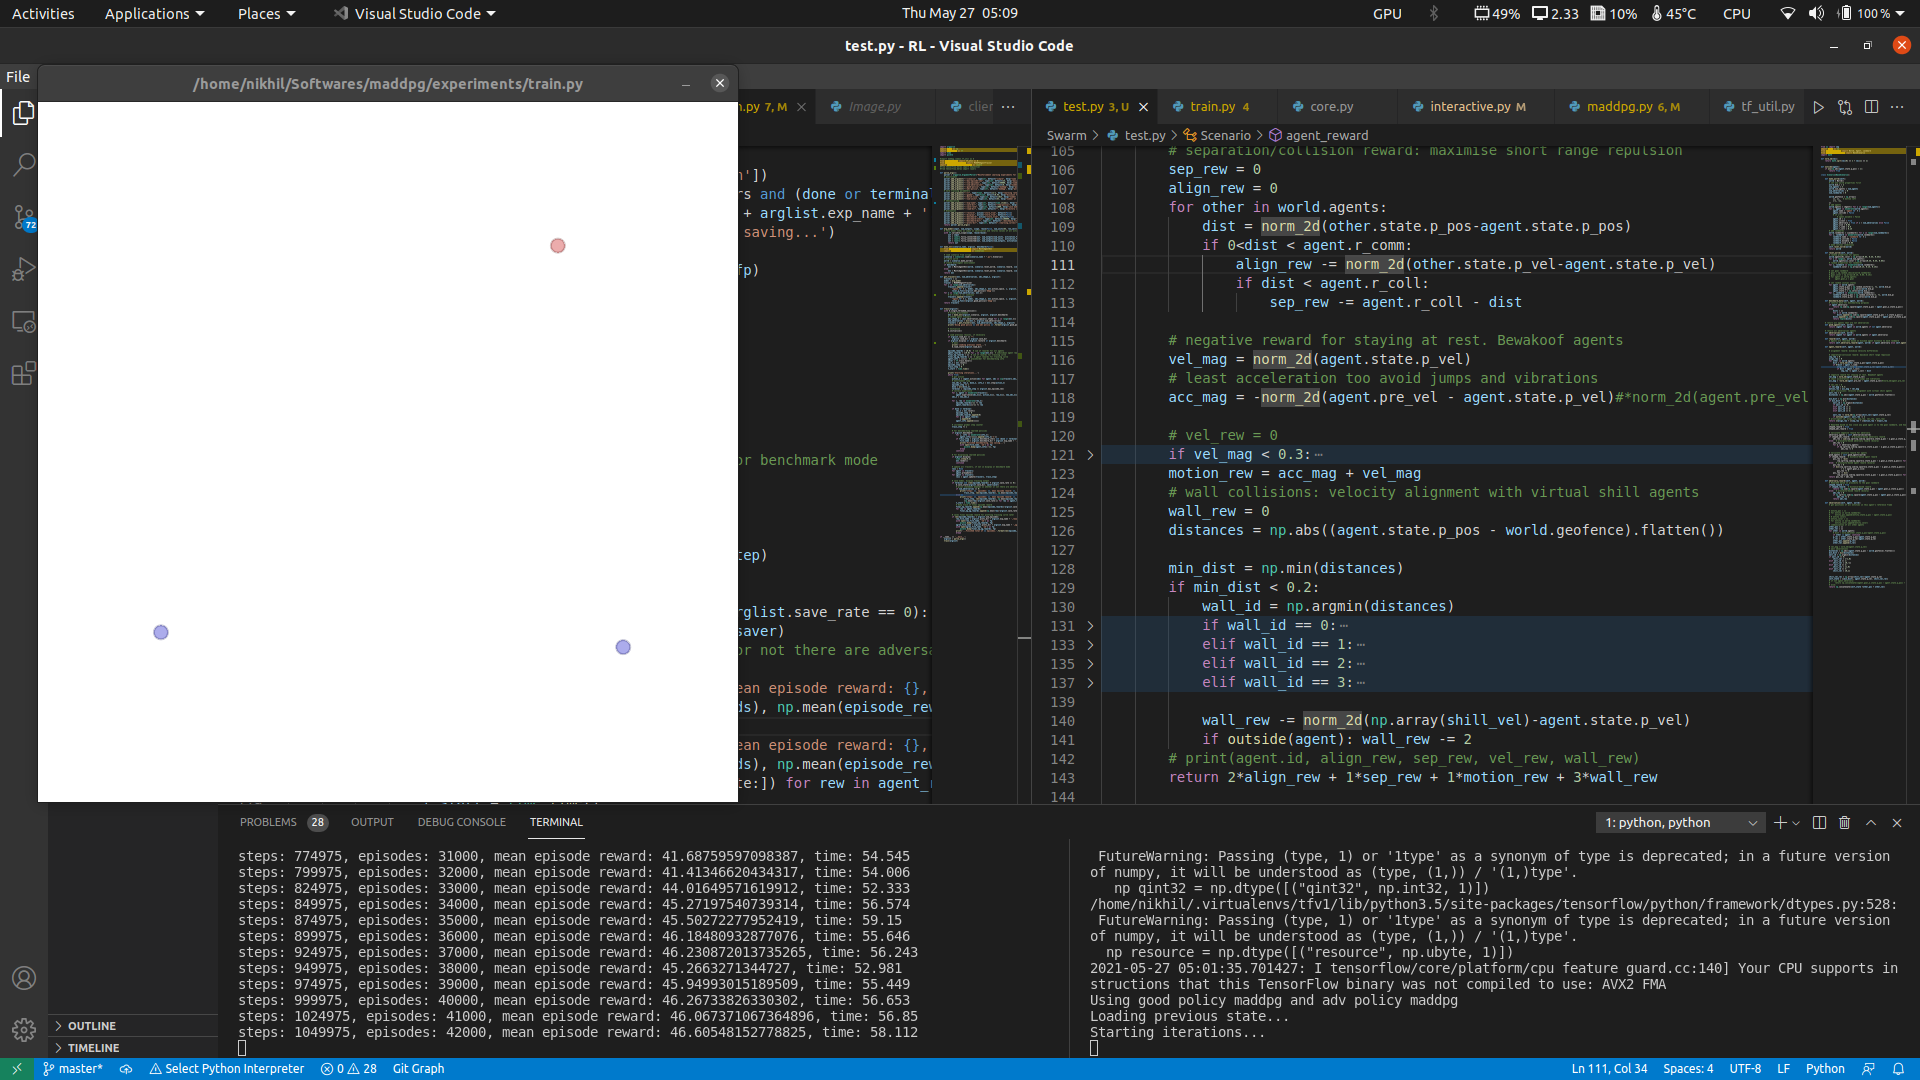 Activities Applications Places Visual Studio Code Thu May 27 05:09 GPU 49% 2.33 10% 45°C CPU 100 %
test.py - RL - Visual Studio Code
File
/home/nikhil/Softwares/maddpg/experiments/train.py
n.py 7, M Image.py clien ··· test.py 3, U train.py 4 core.py interactive.py M maddpg.py 6, M tf_util.py ···
Swarm > test.py > Scenario > agent_reward
n'])
rs and (done or terminal
+ arglist.exp_name + '
saving...')
fp)
or benchmark mode
tep)
rglist.save_rate == 0):
saver)
or not there are adversa
ean episode reward: {},
ds), np.mean(episode_rew
ean episode reward: {},
ds), np.mean(episode_rew
te:]) for rew in agent_r
105 # separation/collision reward: maximise short range repulsion
106 sep_rew = 0
107 align_rew = 0
108 for other in world.agents:
109 dist = norm_2d(other.state.p_pos-agent.state.p_pos)
110 if 0<dist < agent.r_comm:
111 align_rew -= norm_2d(other.state.p_vel-agent.state.p_vel)
112 if dist < agent.r_coll:
113 sep_rew -= agent.r_coll - dist
114
115 # negative reward for staying at rest. Bewakoof agents
116 vel_mag = norm_2d(agent.state.p_vel)
117 # least acceleration too avoid jumps and vibrations
118 acc_mag = -norm_2d(agent.pre_vel - agent.state.p_vel)#*norm_2d(agent.pre_vel
119
120 # vel_rew = 0
121 if vel_mag < 0.3:⋯
123 motion_rew = acc_mag + vel_mag
124 # wall collisions: velocity alignment with virtual shill agents
125 wall_rew = 0
126 distances = np.abs((agent.state.p_pos - world.geofence).flatten())
127
128 min_dist = np.min(distances)
129 if min_dist < 0.2:
130 wall_id = np.argmin(distances)
131 if wall_id == 0:⋯
133 elif wall_id == 1:⋯
135 elif wall_id == 2:⋯
137 elif wall_id == 3:⋯
139
140 wall_rew -= norm_2d(np.array(shill_vel)-agent.state.p_vel)
141 if outside(agent): wall_rew -= 2
142 # print(agent.id, align_rew, sep_rew, vel_rew, wall_rew)
143 return 2*align_rew + 1*sep_rew + 1*motion_rew + 3*wall_rew
144
72
PROBLEMS 28 OUTPUT DEBUG CONSOLE TERMINAL 1: python, python
steps: 774975, episodes: 31000, mean episode reward: 41.68759597098387, time: 54.545
steps: 799975, episodes: 32000, mean episode reward: 41.41346620434317, time: 54.006
steps: 824975, episodes: 33000, mean episode reward: 44.01649571619912, time: 52.333
steps: 849975, episodes: 34000, mean episode reward: 45.27197540739314, time: 56.574
steps: 874975, episodes: 35000, mean episode reward: 45.50272277952419, time: 59.15
steps: 899975, episodes: 36000, mean episode reward: 46.18480932877076, time: 55.646
steps: 924975, episodes: 37000, mean episode reward: 46.230872013735265, time: 56.243
steps: 949975, episodes: 38000, mean episode reward: 45.2663271344727, time: 52.981
steps: 974975, episodes: 39000, mean episode reward: 45.94993015189509, time: 55.449
steps: 999975, episodes: 40000, mean episode reward: 46.26733826330302, time: 56.653
steps: 1024975, episodes: 41000, mean episode reward: 46.067371067364896, time: 56.85
steps: 1049975, episodes: 42000, mean episode reward: 46.60548152778825, time: 58.112
FutureWarning: Passing (type, 1) or '1type' as a synonym of type is deprecated; in a future version
of numpy, it will be understood as (type, (1,)) / '(1,)type'.
np qint32 = np.dtype([("qint32", np.int32, 1)])
/home/nikhil/.virtualenvs/tfv1/lib/python3.5/site-packages/tensorflow/python/framework/dtypes.py:528:
FutureWarning: Passing (type, 1) or '1type' as a synonym of type is deprecated; in a future version
of numpy, it will be understood as (type, (1,)) / '(1,)type'.
np resource = np.dtype([("resource", np.ubyte, 1)])
2021-05-27 05:01:35.701427: I tensorflow/core/platform/cpu feature guard.cc:140] Your CPU supports in
structions that this TensorFlow binary was not compiled to use: AVX2 FMA
Using good policy maddpg and adv policy maddpg
Loading previous state...
Starting iterations...
OUTLINE
TIMELINE
master* Select Python Interpreter 0 28 Git Graph Ln 111, Col 34 Spaces: 4 UTF-8 LF Python